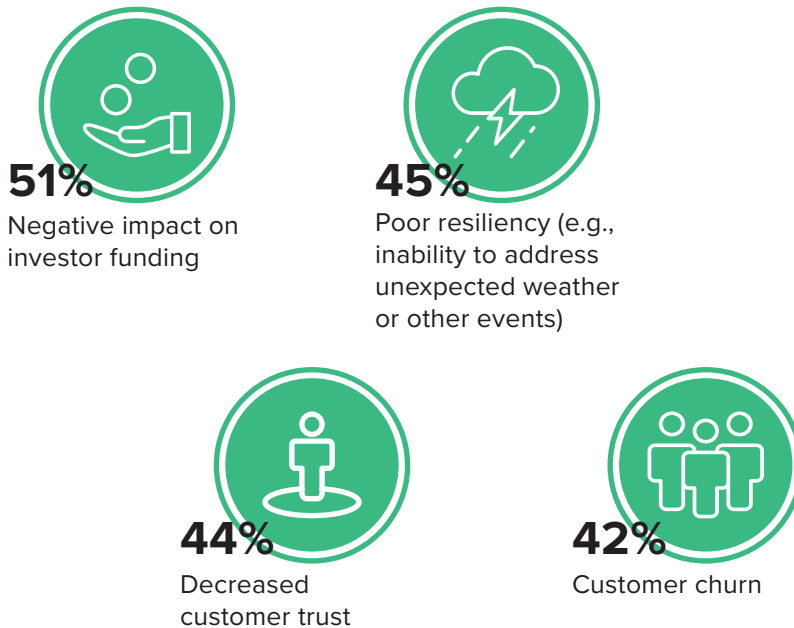 51%
Negative impact on
investor funding
45%
Poor resiliency (e.g.,
inability to address
unexpected weather
or other events)
44%
Decreased
customer trust
42%
Customer churn